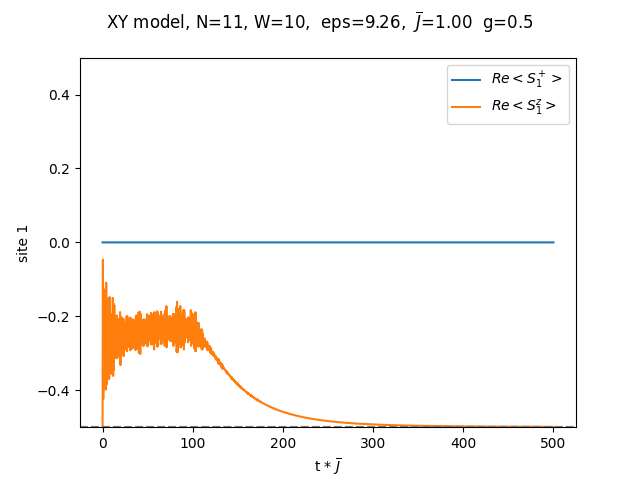 XY model, N=11, W=10,  eps=9.26,  J̄=1.00  g=0.5
Re < S₁⁺ >
Re < S₁ᶻ >
0.4
0.2
0.0
−0.2
−0.4
site 1
0 100 200 300 400 500
t * J̄